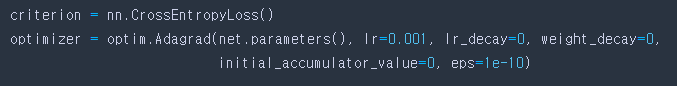 criterion = nn.CrossEntropyLoss()
optimizer = optim.Adagrad(net.parameters(), lr=0.001, lr_decay=0, weight_decay=0,
initial_accumulator_value=0, eps=1e-10)